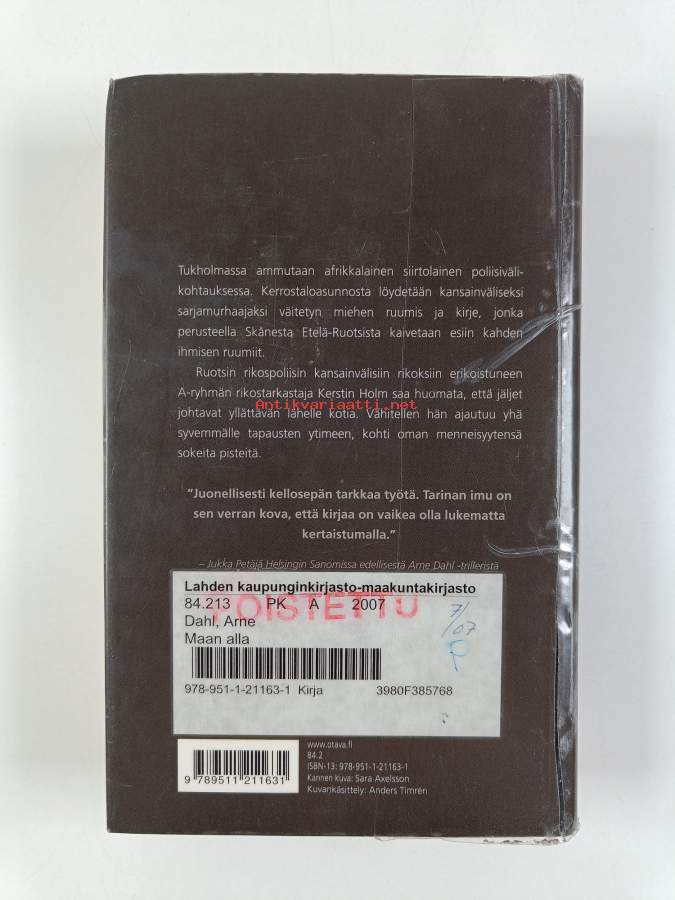 Tukholmassa ammutaan afrikkalainen siirtolainen poliisiväli-
kohtauksessa. Kerrostaloasunnosta löydetään kansainväliseksi
sarjamurhaajaksi väitetyn miehen ruumis ja kirje, jonka
perusteella Skånesta Etelä-Ruotsista kaivetaan esiin kahden
ihmisen ruumiit.
Ruotsin rikospoliisin kansainvälisiin rikoksiin erikoistuneen
A-ryhmän rikostarkastaja Kerstin Holm saa huomata, että jäljet
Antikvariaatti.net
johtavat yllättävän lähelle kotia. Vähitellen hän ajautuu yhä
syvemmälle tapausten ytimeen, kohti oman menneisyytensä
sokeita pisteitä.
"Juonellisesti kellosepän tarkkaa työtä. Tarinan imu on
sen verran kova, että kirjaa on vaikea olla lukematta
kertaistumalla."
– Jukka Petäjä Helsingin Sanomissa edellisestä Arne Dahl -trilleristä
Lahden kaupunginkirjasto-maakuntakirjasto
84.213 PK A 2007
POISTETTU
7/07
Dahl, Arne
Maan alla
978-951-1-21163-1 Kirja 3980F385768
www.otava.fi
84.2
ISBN-13: 978-951-1-21163-1
Kannen kuva: Sara Axelsson
Kuvankäsittely: Anders Timrén
9 789511 211631